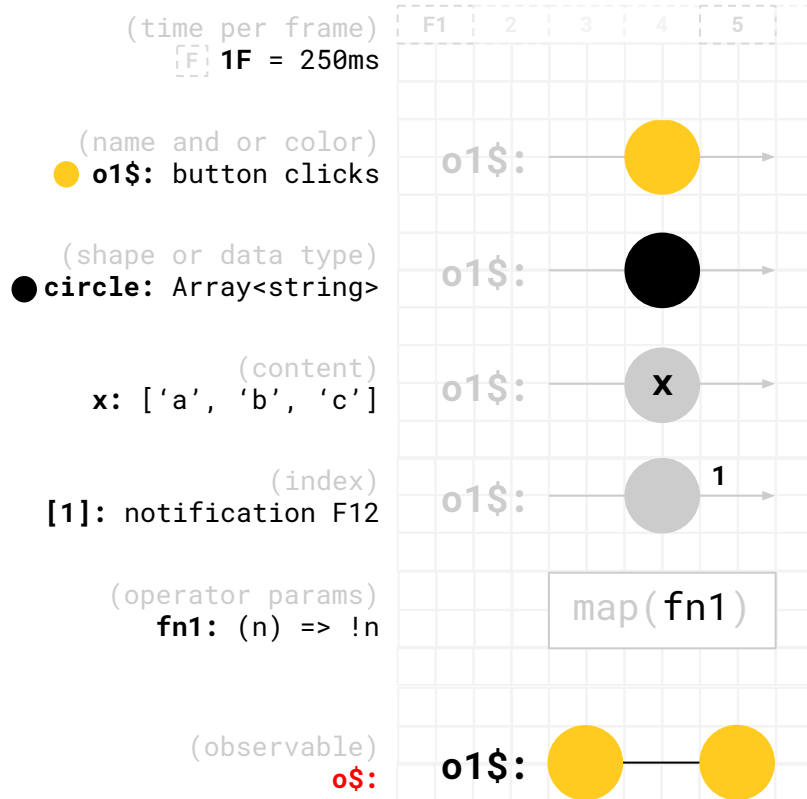 (time per frame) F1 2 3 4 5
F 1F = 250ms
(name and or color)
o1$: button clicks o1$:
(shape or data type)
circle: Array<string> o1$:
(content)
x: [‘a’, ‘b’, ‘c’] o1$: x
(index) 1
[1]: notification F12 o1$:
(operator params) map(fn1)
fn1: (n) => !n
(observable) o1$:
o$: